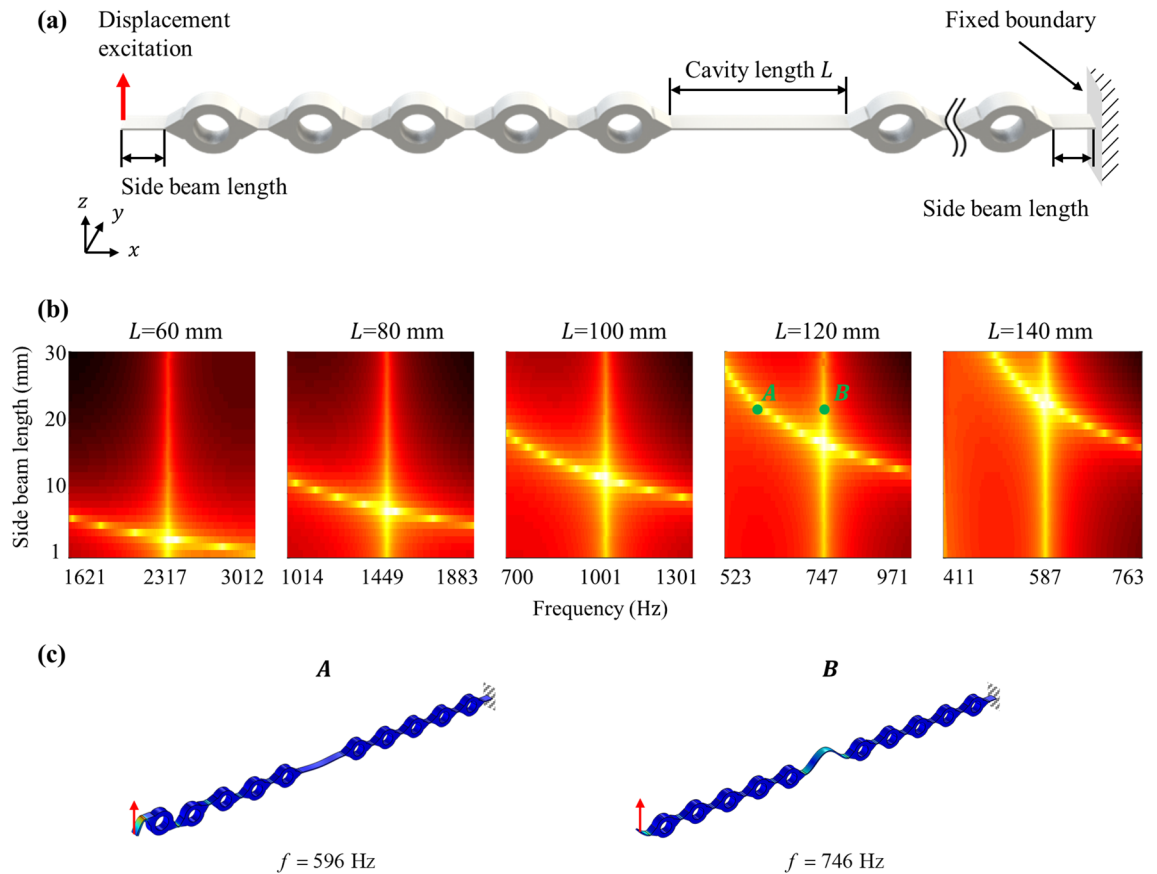 (a)
Displacement
excitation
Fixed boundary
Cavity length L
Side beam length
Side beam length
z
y
x
(b)
L=60 mm
L=80 mm
L=100 mm
L=120 mm
L=140 mm
Side beam length (mm)
30
20
10
1
A
B
1621 2317 3012
1014 1449 1883
700 1001 1301
523 747 971
411 587 763
Frequency (Hz)
(c)
A
B
f = 596 Hz
f = 746 Hz